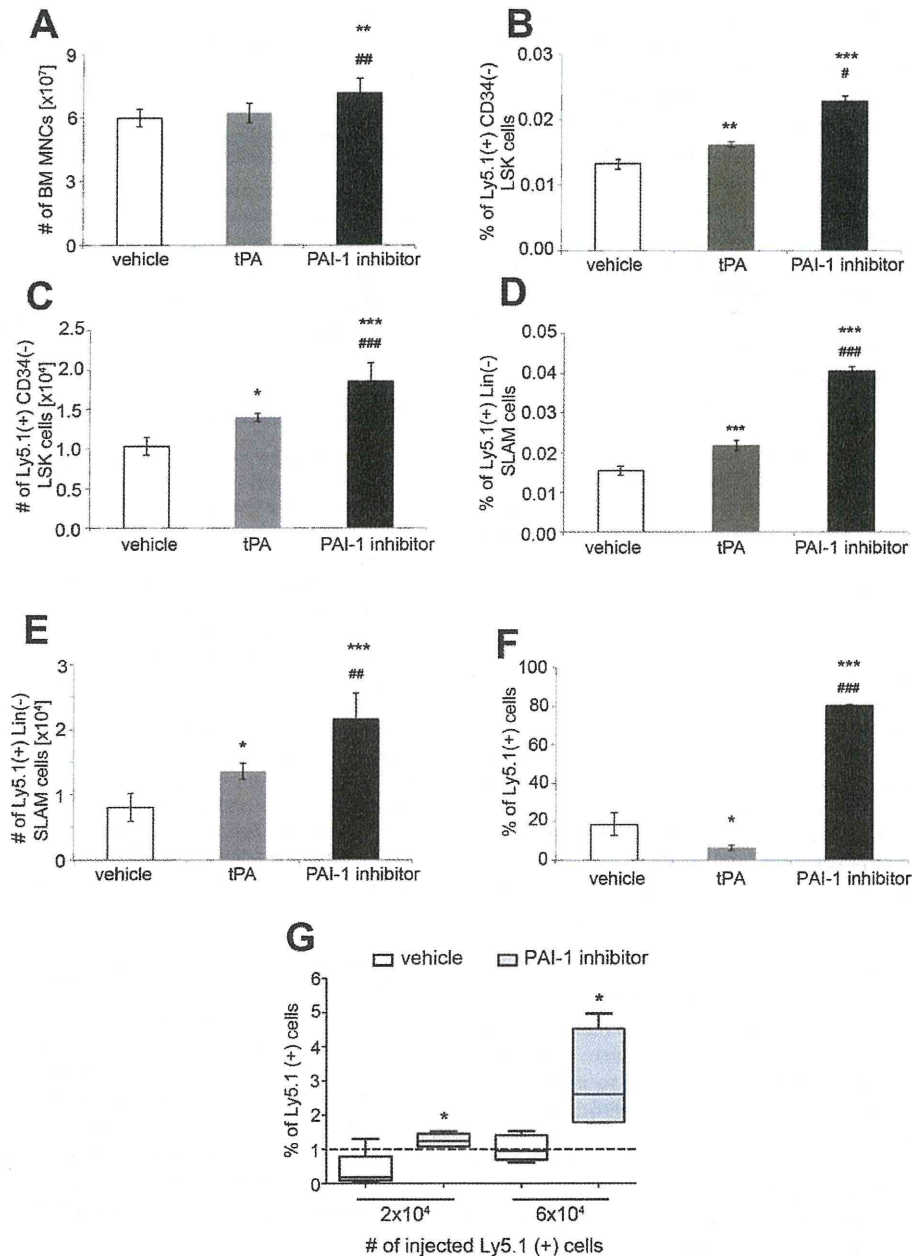 A
**
##
# of BM MNCs [x10⁷]
9
6
3
0
vehicle tPA PAI-1 inhibitor
B
***
#
**
% of Ly5.1(+) CD34(-)
LSK cells
0.03
0.02
0.01
0.00
vehicle tPA PAI-1 inhibitor
C
***
###
*
# of Ly5.1(+) CD34(-)
LSK cells [x10⁴]
2.5
2.0
1.5
1.0
0.5
0.0
vehicle tPA PAI-1 inhibitor
D
***
###
***
% of Ly5.1(+) Lin(-)
SLAM cells
0.05
0.04
0.03
0.02
0.01
0.00
vehicle tPA PAI-1 inhibitor
E
***
##
*
# of Ly5.1(+) Lin(-)
SLAM cells [x10⁴]
3
2
1
0
vehicle tPA PAI-1 inhibitor
F
***
###
*
% of Ly5.1(+) cells
100
80
60
40
20
0
vehicle tPA PAI-1 inhibitor
G
vehicle PAI-1 inhibitor
*
*
% of Ly5.1 (+) cells
6
5
4
3
2
1
0
2x10⁴ 6x10⁴
# of injected Ly5.1 (+) cells